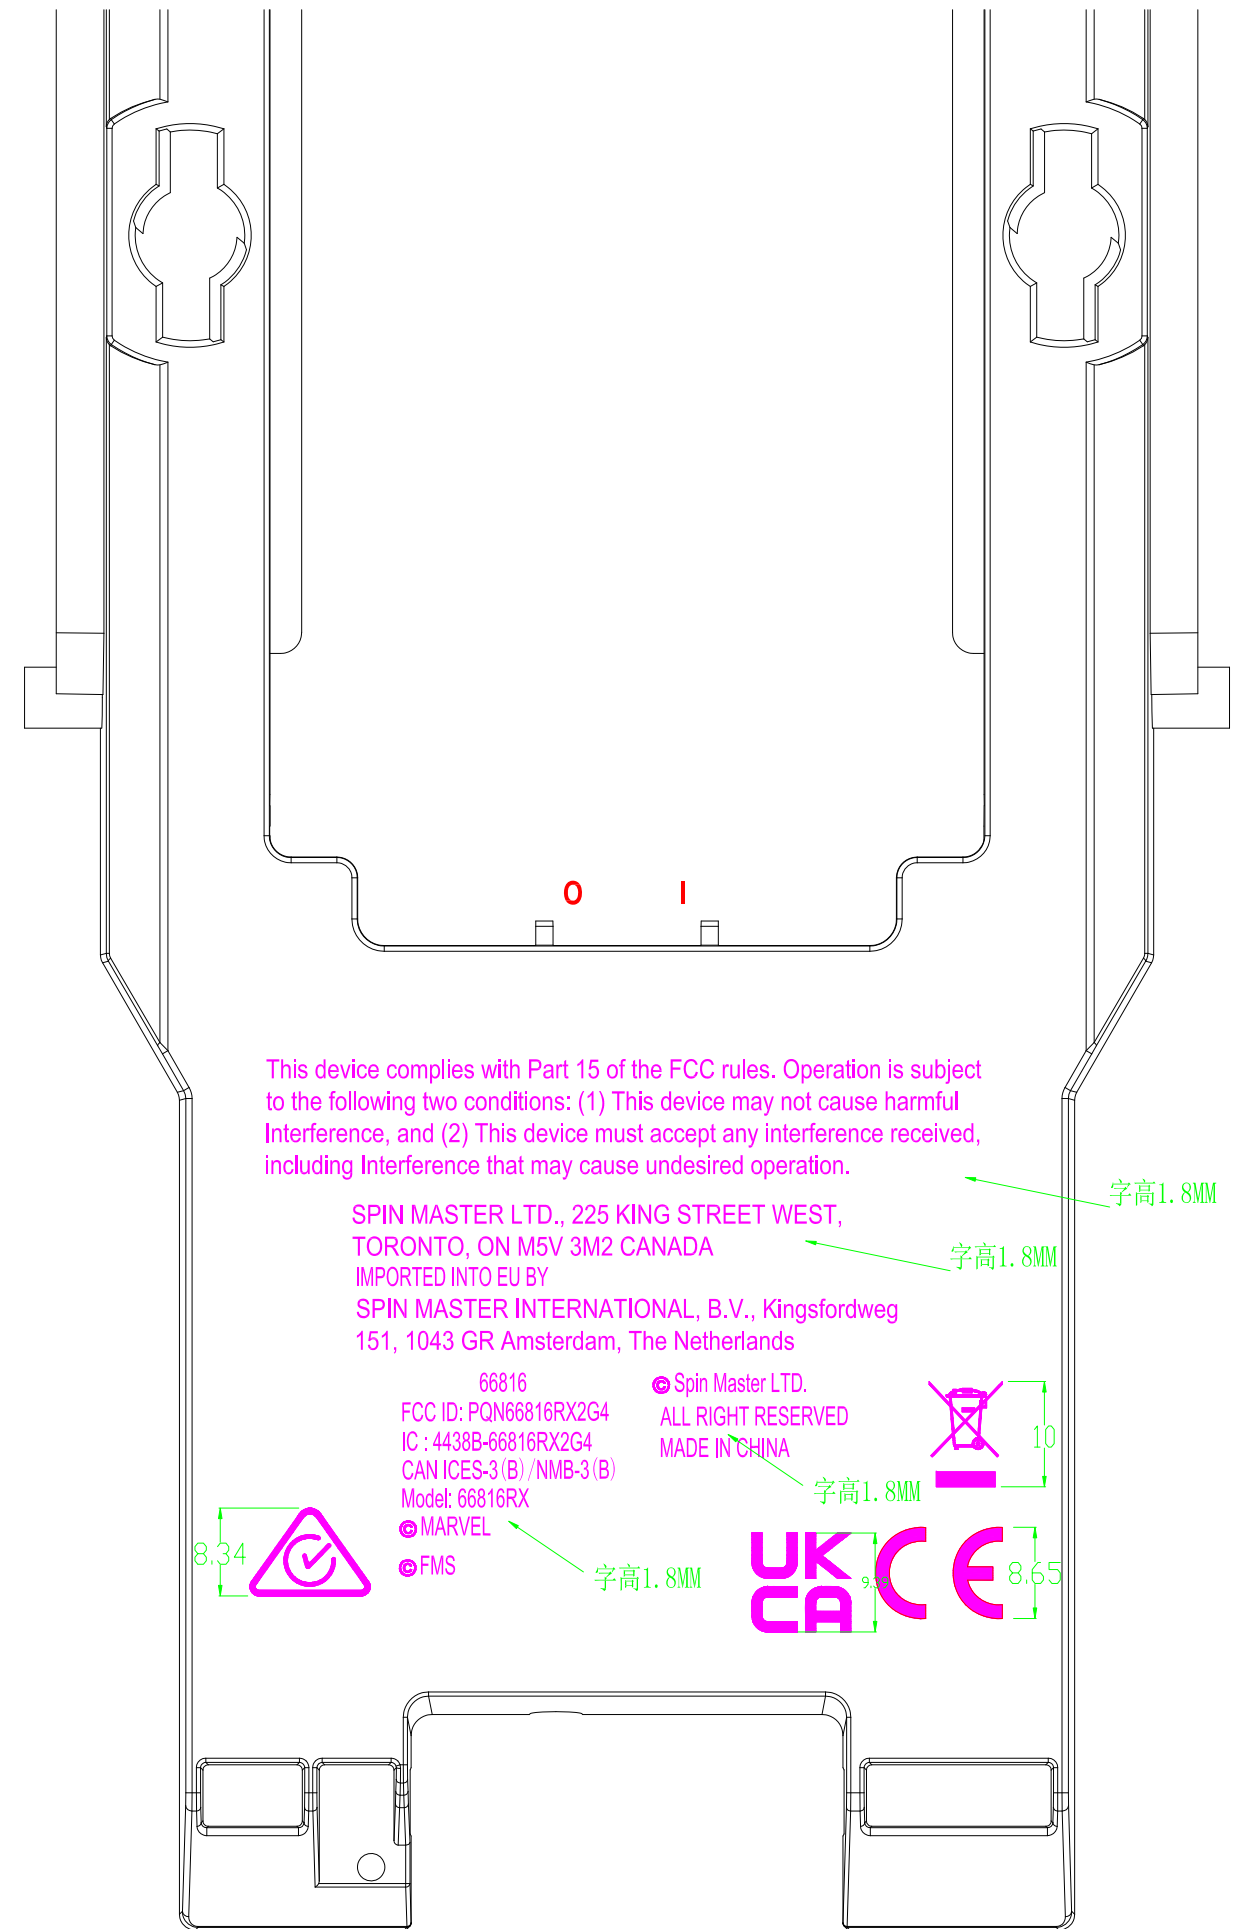 O I
This device complies with Part 15 of the FCC rules. Operation is subject
to the following two conditions: (1) This device may not cause harmful
Interference, and (2) This device must accept any interference received,
including Interference that may cause undesired operation.
字高1.8MM
SPIN MASTER LTD., 225 KING STREET WEST,
TORONTO, ON M5V 3M2 CANADA
字高1.8MM
IMPORTED INTO EU BY
SPIN MASTER INTERNATIONAL, B.V., Kingsfordweg
151, 1043 GR Amsterdam, The Netherlands
66816
FCC ID: PQN66816RX2G4
IC : 4438B-66816RX2G4
CAN ICES-3(B)/NMB-3(B)
Model: 66816RX
©MARVEL
©FMS
字高1.8MM
© Spin Master LTD.
ALL RIGHT RESERVED
MADE IN CHINA
字高1.8MM
10
8.34
UK
CA
9.39
CE
8.65